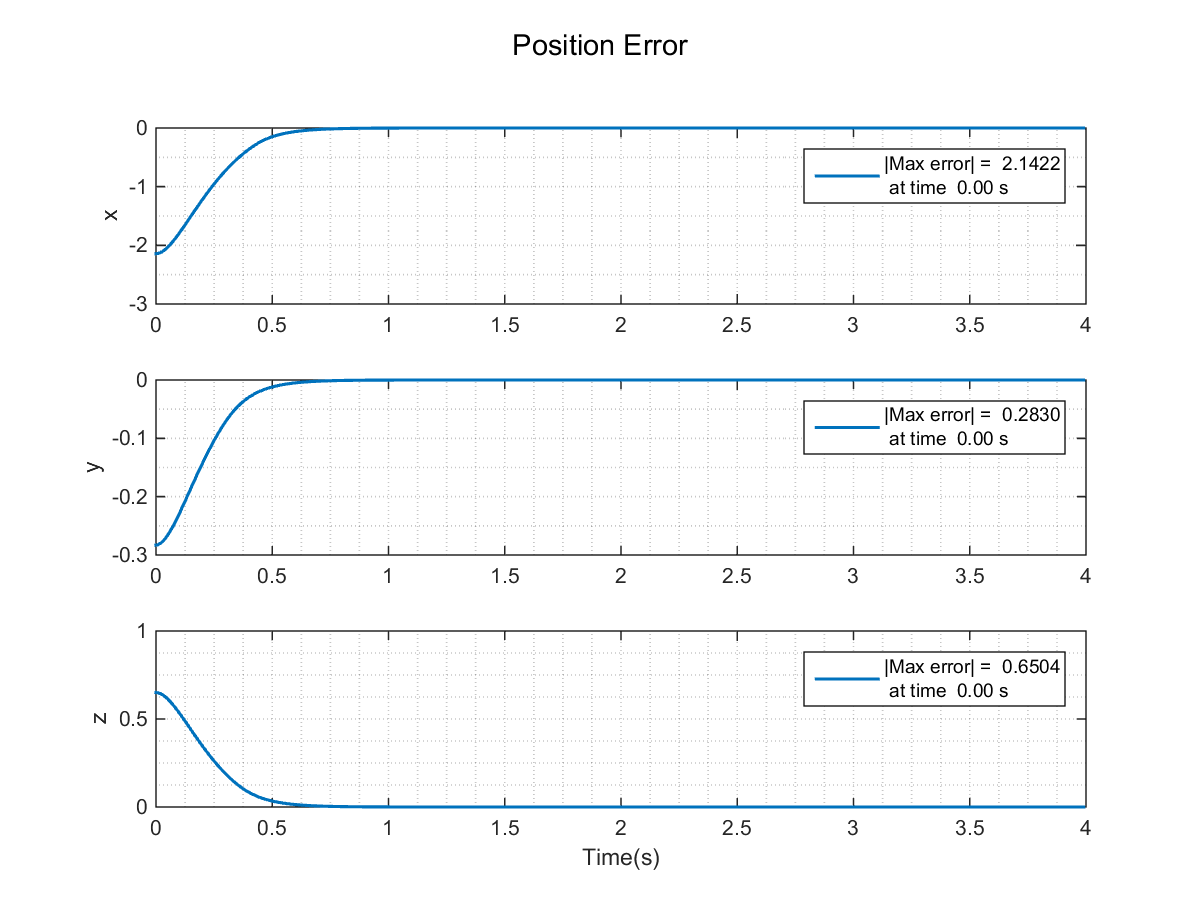 Position Error
0
-1
-2
-3
x
|Max error| =  2.1422
at time  0.00 s
0 0.5 1 1.5 2 2.5 3 3.5 4
0
-0.1
-0.2
-0.3
y
|Max error| =  0.2830
at time  0.00 s
0 0.5 1 1.5 2 2.5 3 3.5 4
1
0.5
0
z
|Max error| =  0.6504
at time  0.00 s
0 0.5 1 1.5 2 2.5 3 3.5 4
Time(s)